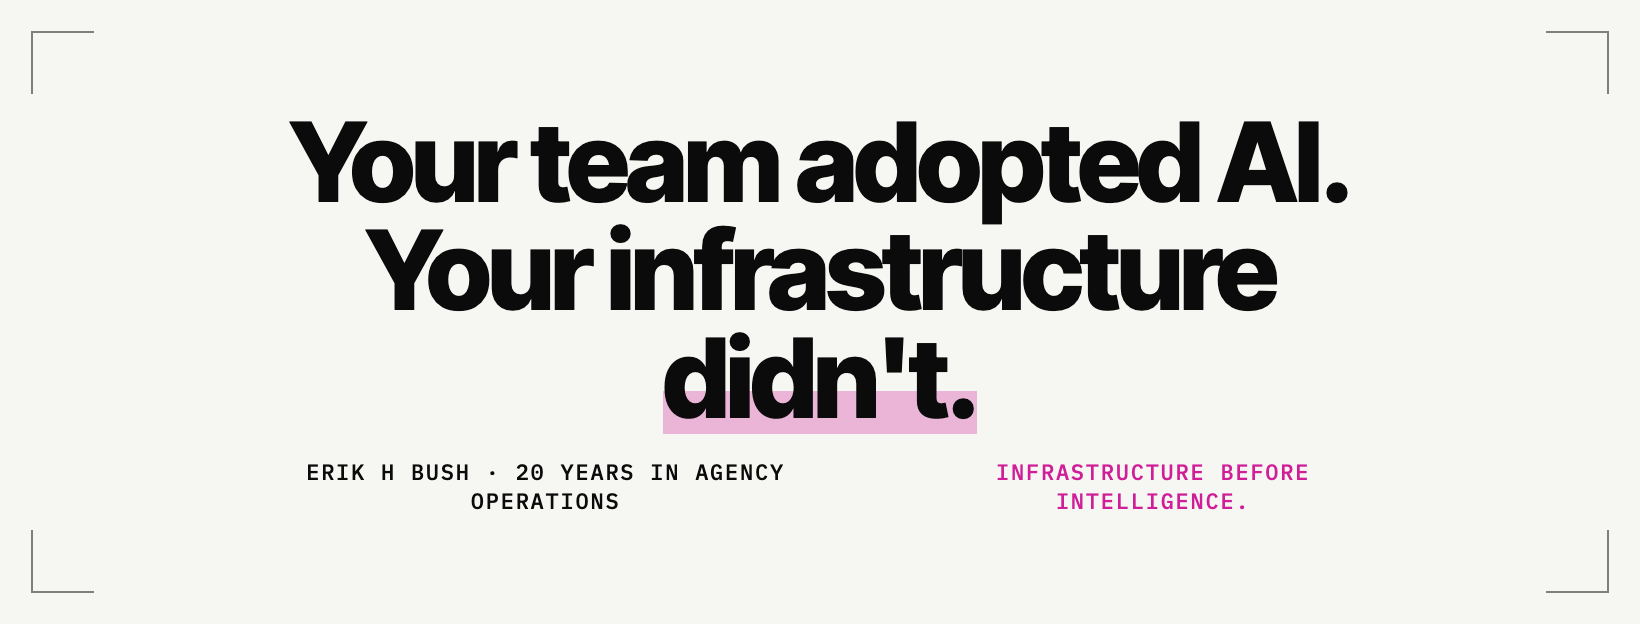 Your team adopted AI.
Your infrastructure
didn't.
ERIK H BUSH · 20 YEARS IN AGENCY
OPERATIONS
INFRASTRUCTURE BEFORE
INTELLIGENCE.